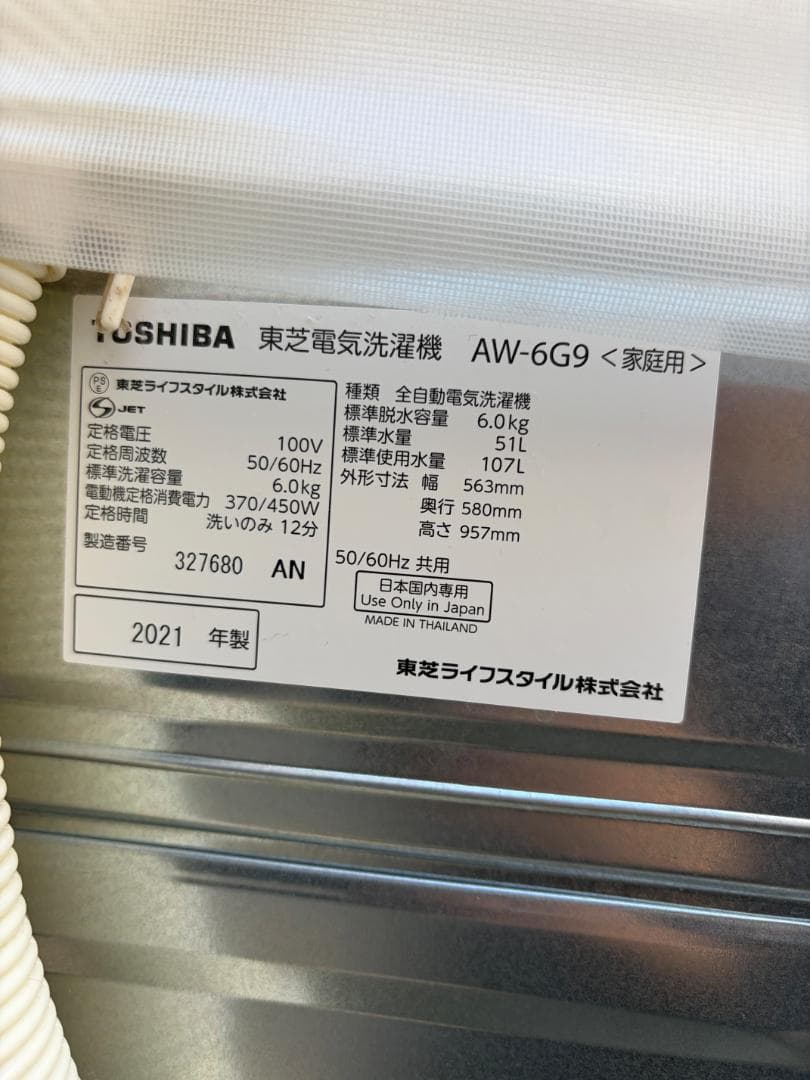 TOSHIBA 東芝電気洗濯機 AW-6G9 <家庭用>
PS E 東芝ライフスタイル株式会社
S JET
定格電圧 100V
定格周波数 50/60Hz
標準洗濯容量 6.0kg
電動機定格消費電力 370/450W
定格時間 洗いのみ 12分
製造番号 327680 AN
2021 年製
種類 全自動電気洗濯機
標準脱水容量 6.0kg
標準水量 51L
標準使用水量 107L
外形寸法 幅 563mm
奥行 580mm
高さ 957mm
50/60Hz 共用
日本国内専用
Use Only in Japan
MADE IN THAILAND
東芝ライフスタイル株式会社